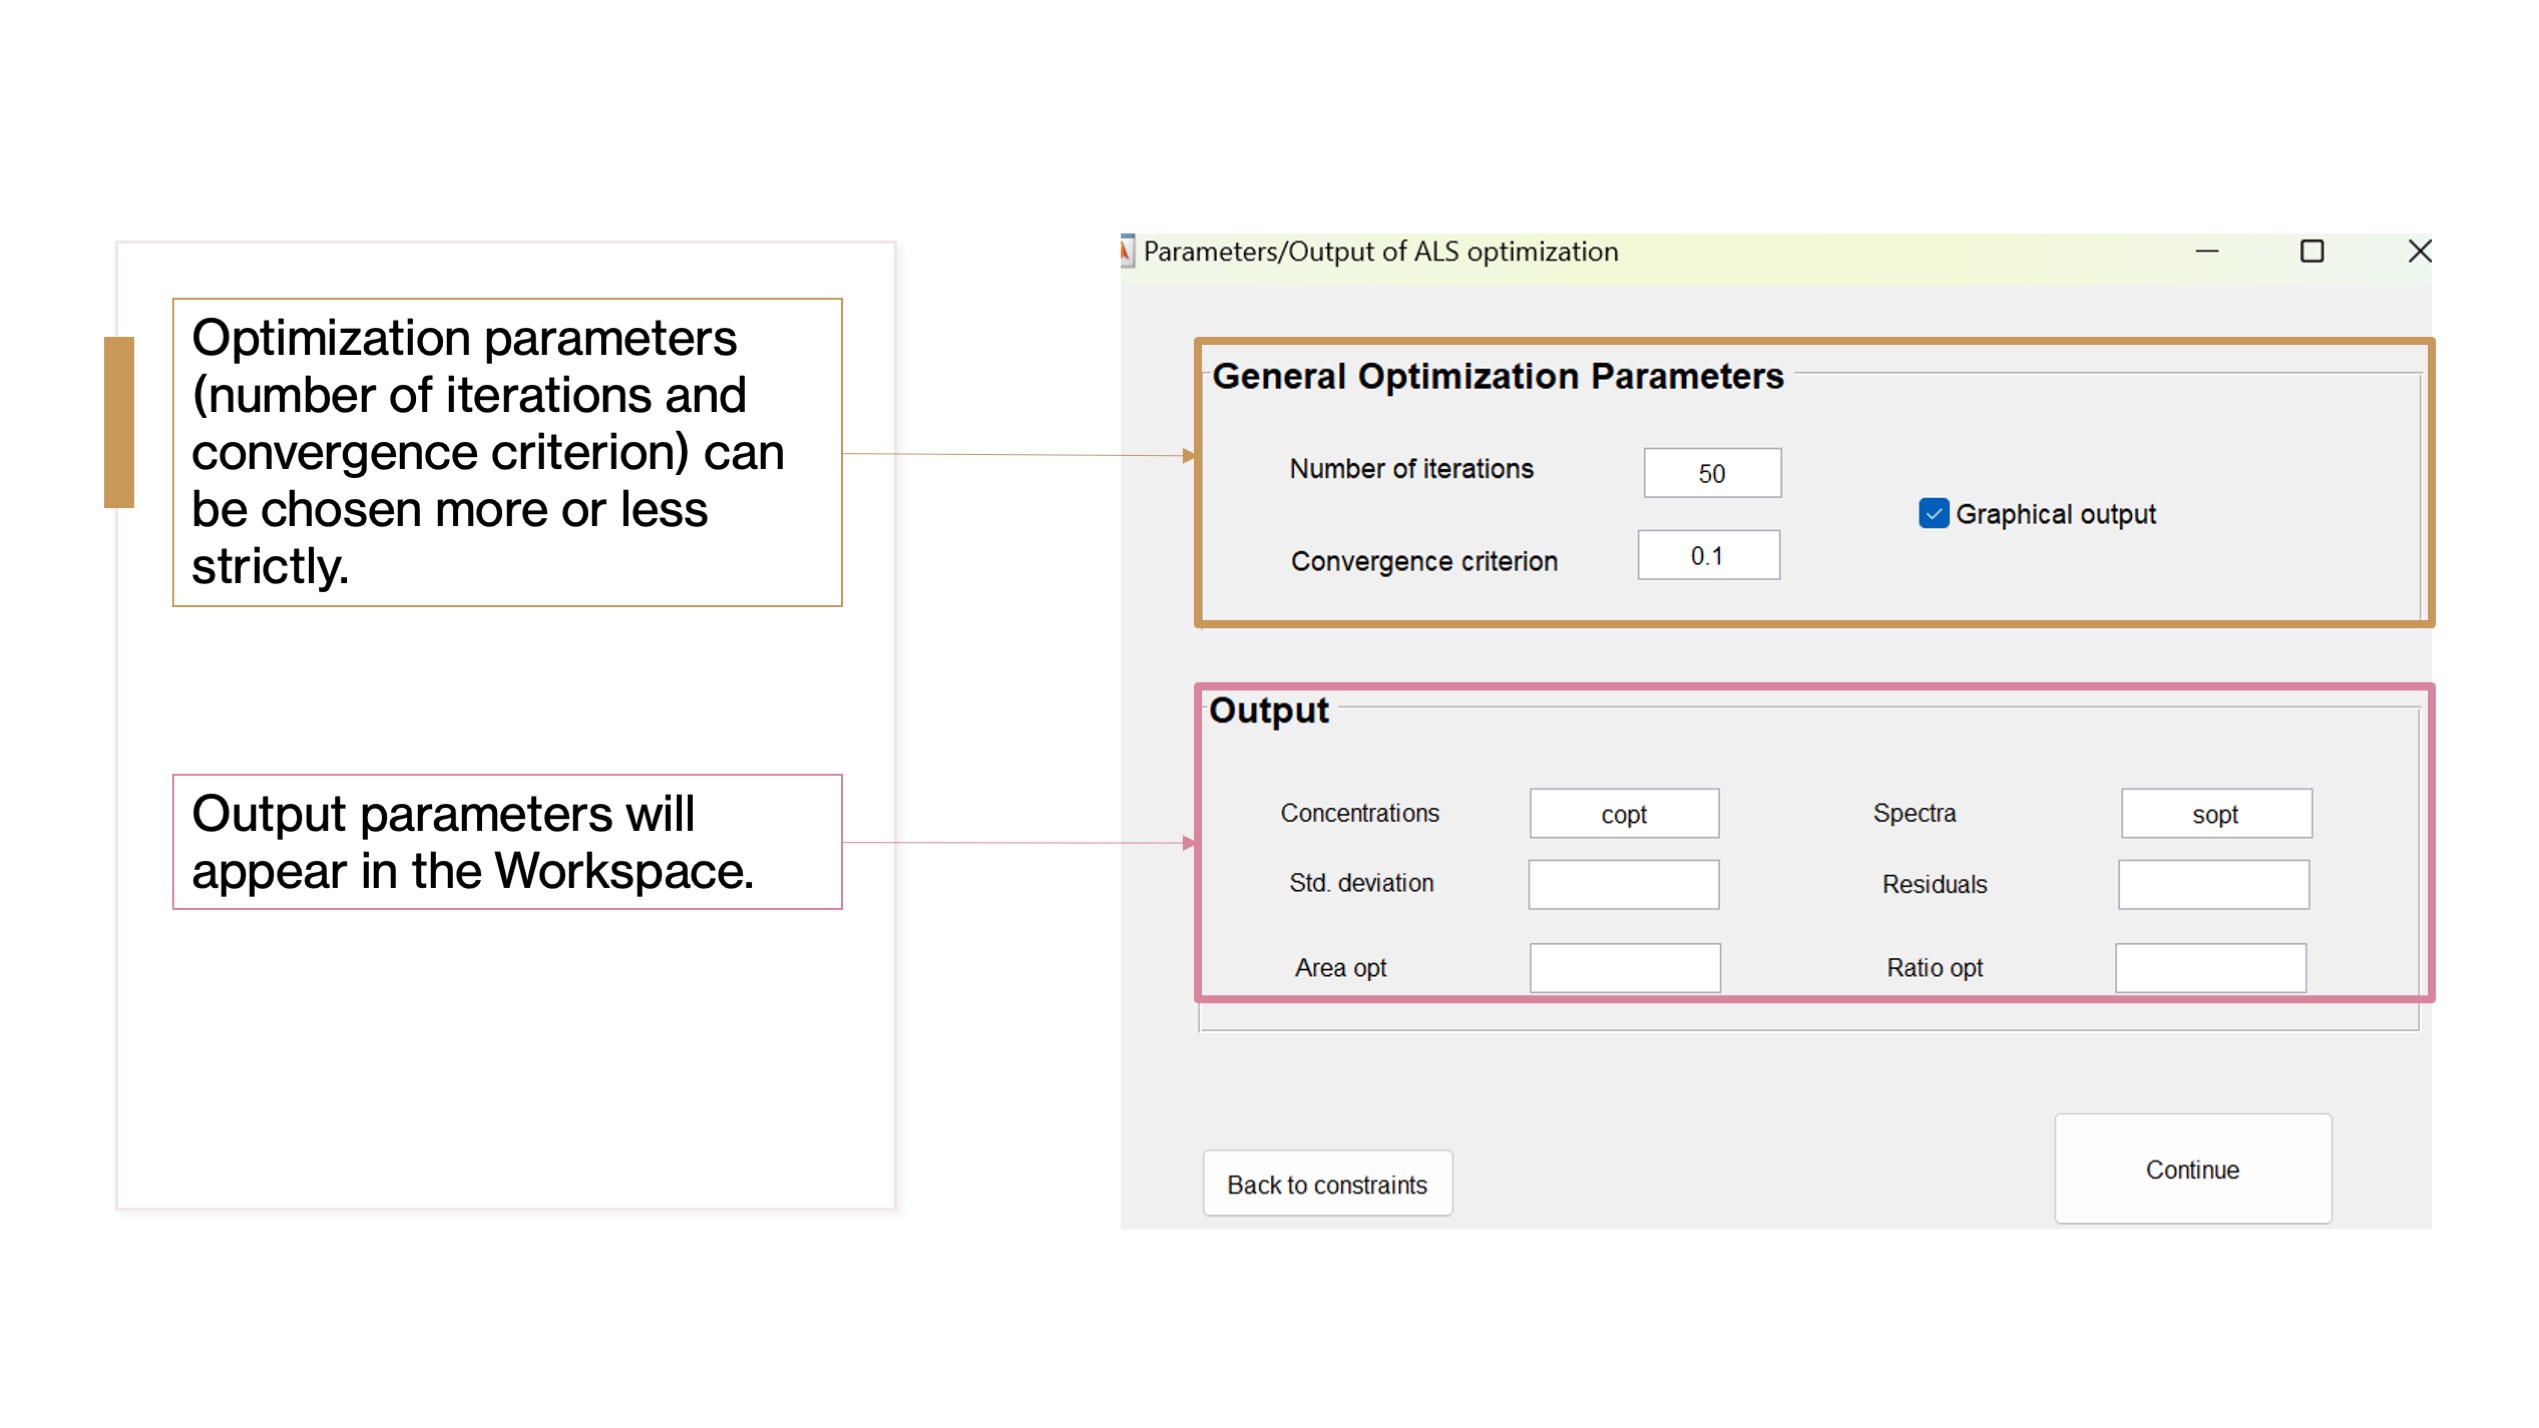 Optimization parameters
(number of iterations and
convergence criterion) can
be chosen more or less
strictly.
Output parameters will
appear in the Workspace.
Parameters/Output of ALS optimization
General Optimization Parameters
Number of iterations 50
Graphical output
Convergence criterion 0.1
Output
Concentrations copt Spectra sopt
Std. deviation Residuals
Area opt Ratio opt
Back to constraints
Continue